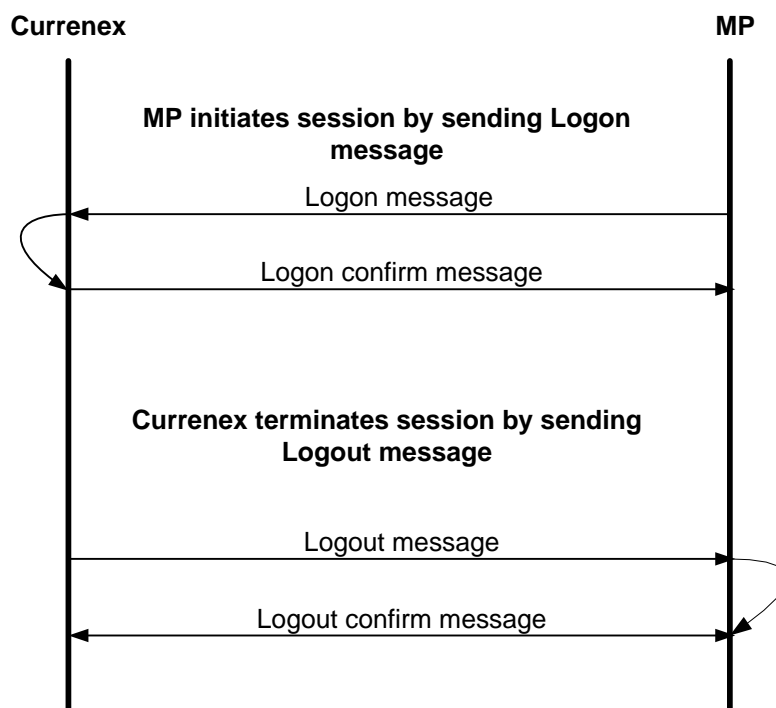 Currenex
MP
MP initiates session by sending Logon
message
Logon message
Logon confirm message
Currenex terminates session by sending
Logout message
Logout message
Logout confirm message